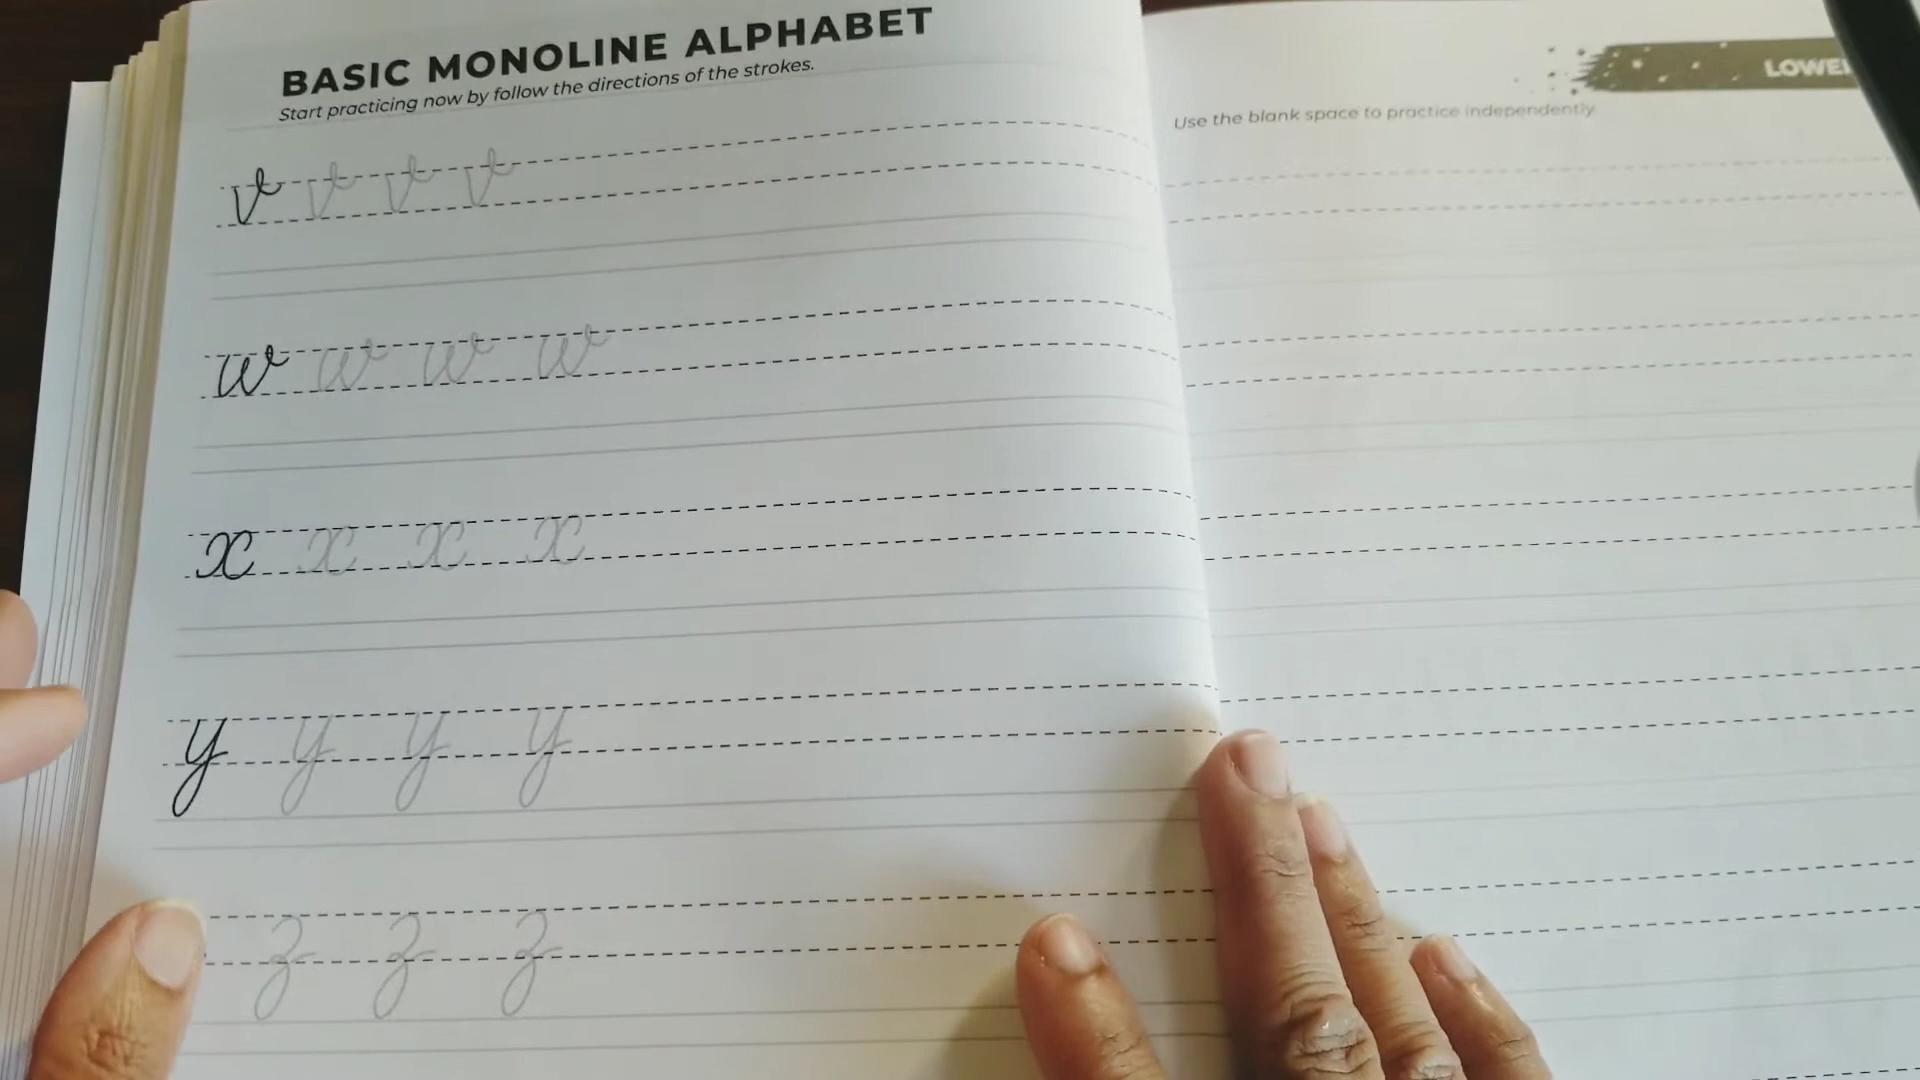 BASIC MONOLINE ALPHABET
Start practicing now by follow the directions of the strokes.
v v v v
w w w w
x x x x
y y y y
z z z
Use the blank space to practice independently.